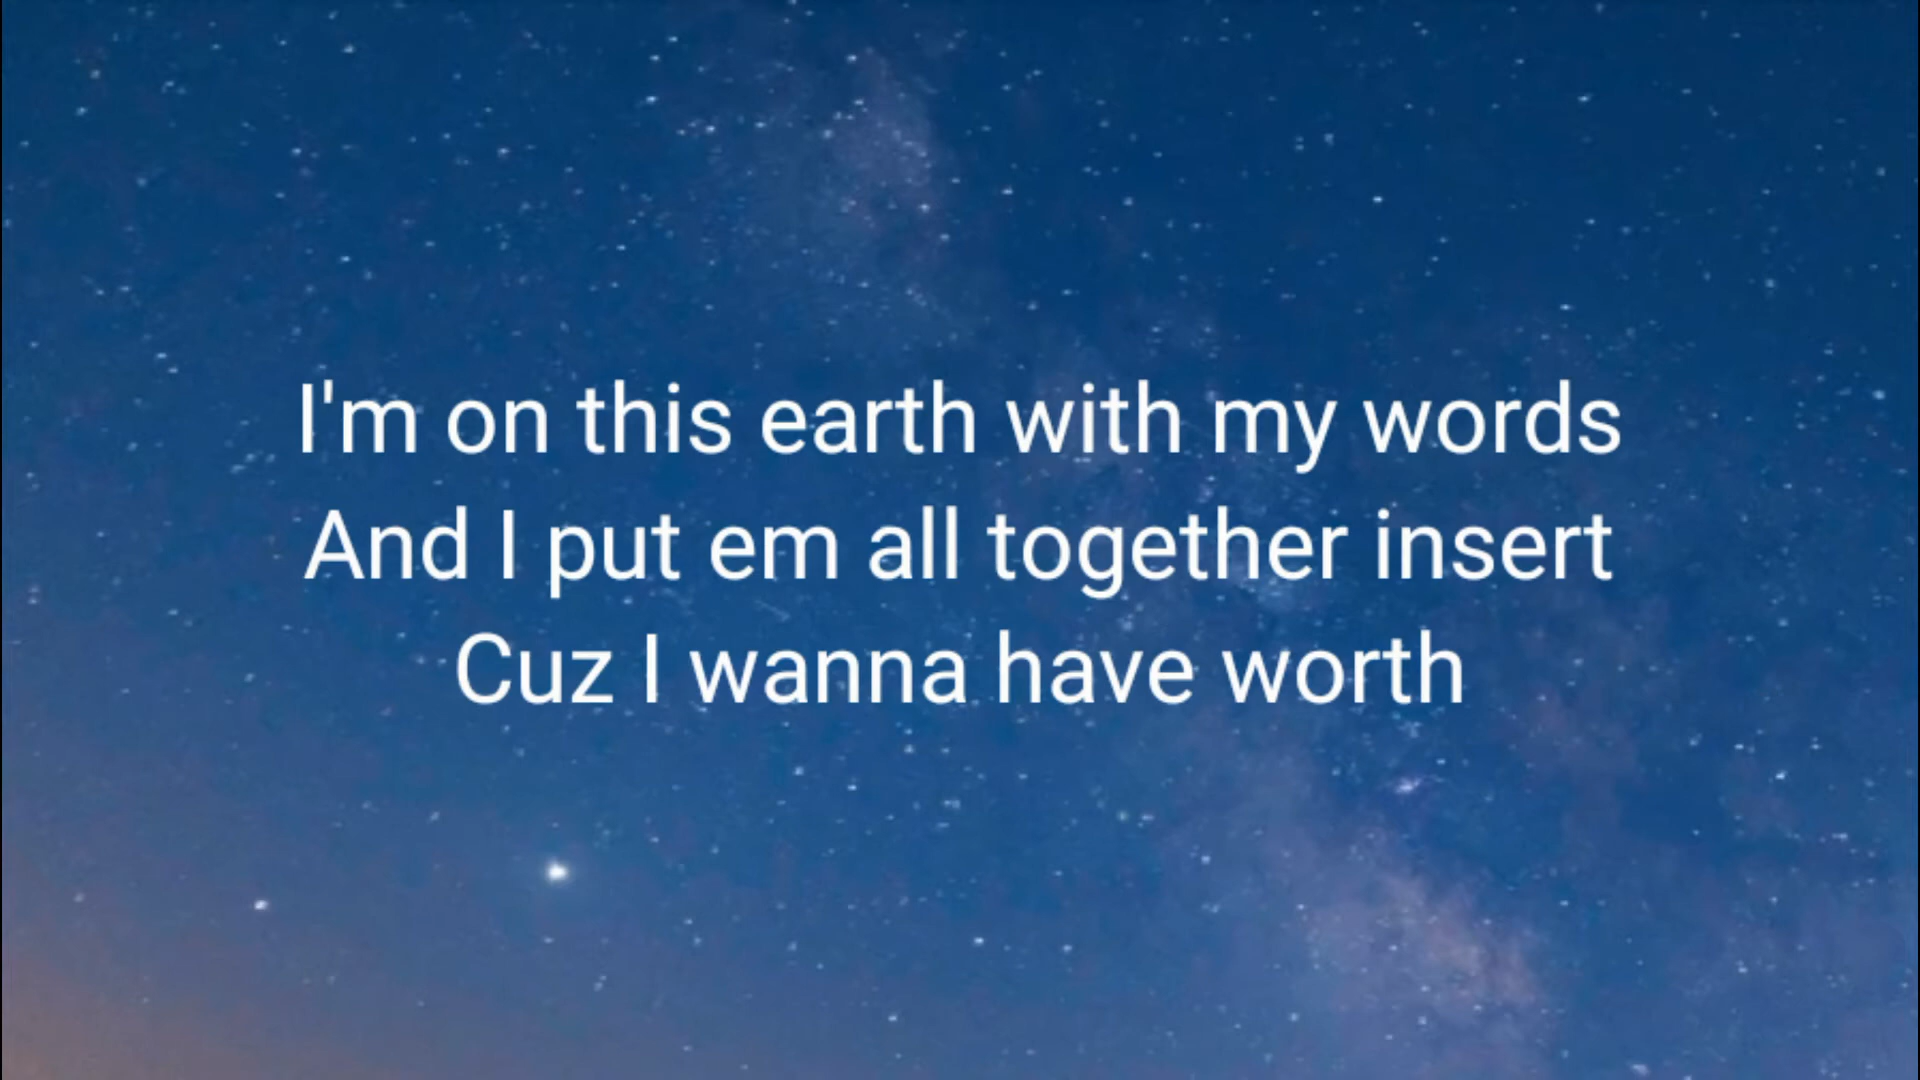 I'm on this earth with my words
And I put em all together insert
Cuz I wanna have worth